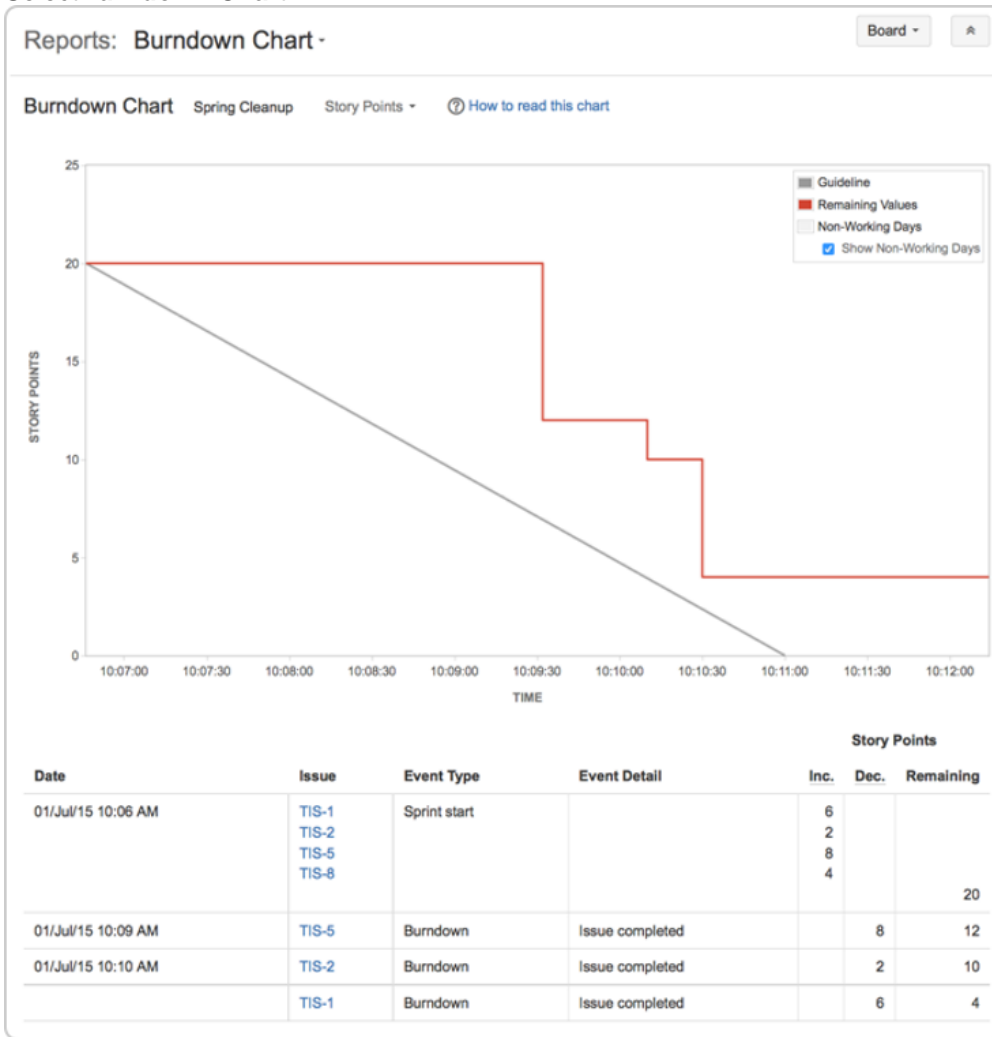 Reports: Burndown Chart
Board
Burndown Chart Spring Cleanup Story Points ? How to read this chart
25
20
15
10
5
0
STORY POINTS
Guideline
Remaining Values
Non-Working Days
Show Non-Working Days
10:07:00 10:07:30 10:08:00 10:08:30 10:09:00 10:09:30 10:10:00 10:10:30 10:11:00 10:11:30 10:12:00
TIME
Story Points
Date Issue Event Type Event Detail Inc. Dec. Remaining
01/Jul/15 10:06 AM TIS-1 Sprint start 6
TIS-2 2
TIS-5 8
TIS-8 4
20
01/Jul/15 10:09 AM TIS-5 Burndown Issue completed 8 12
01/Jul/15 10:10 AM TIS-2 Burndown Issue completed 2 10
TIS-1 Burndown Issue completed 6 4